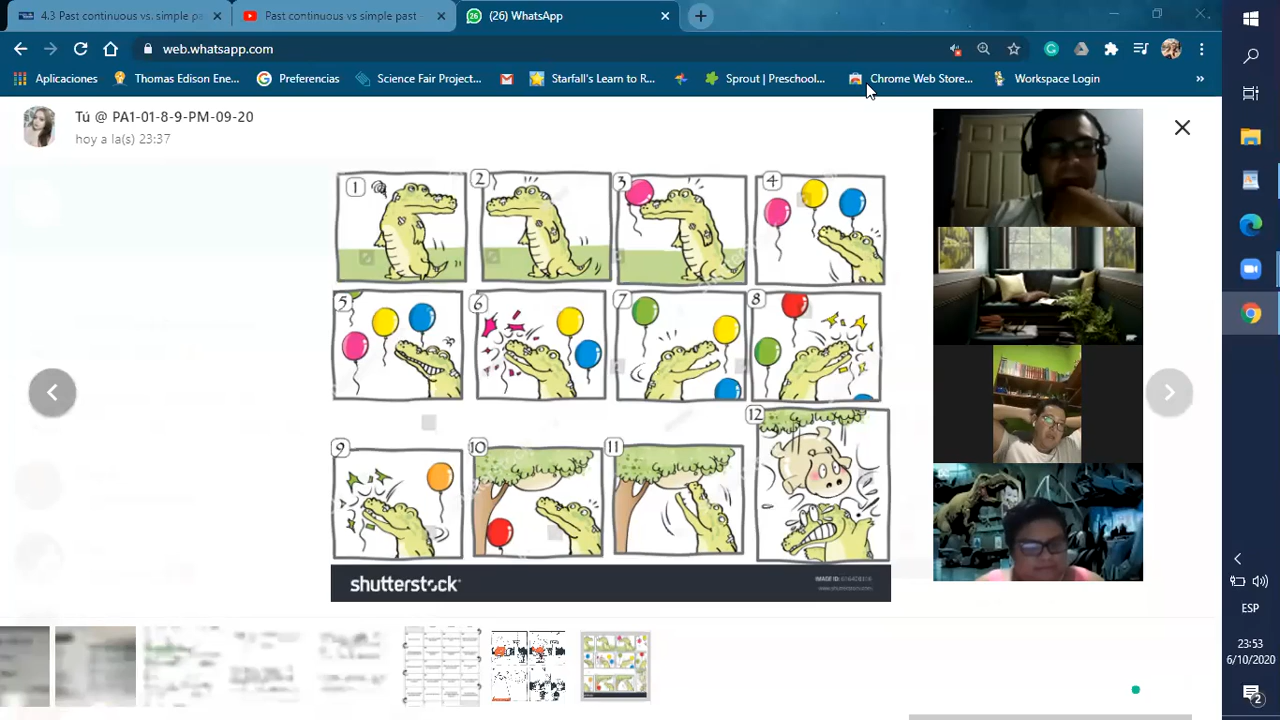 4.3 Past continuous vs. simple pas
Past continuous vs simple past
(26) WhatsApp
web.whatsapp.com
Aplicaciones
Thomas Edison Ene...
Preferencias
Science Fair Project...
Starfall's Learn to R...
Sprout | Preschool...
Chrome Web Store...
Workspace Login
»
Tú @ PA1-01-8-9-PM-09-20
hoy a la(s) 23:37
1
2
3
4
5
6
7
8
9
10
11
12
shutterstock
ESP
23:53
6/10/2020
2